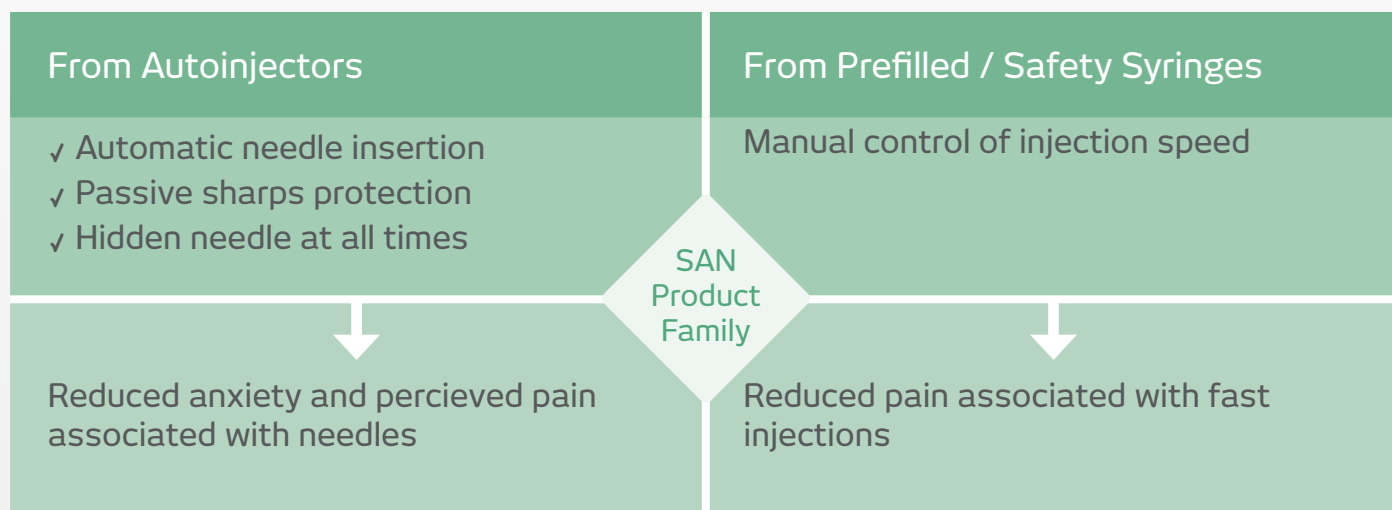 From Autoinjectors
✓ Automatic needle insertion
✓ Passive sharps protection
✓ Hidden needle at all times
From Prefilled / Safety Syringes
Manual control of injection speed
SAN
Product
Family
Reduced anxiety and percieved pain
associated with needles
Reduced pain associated with fast
injections